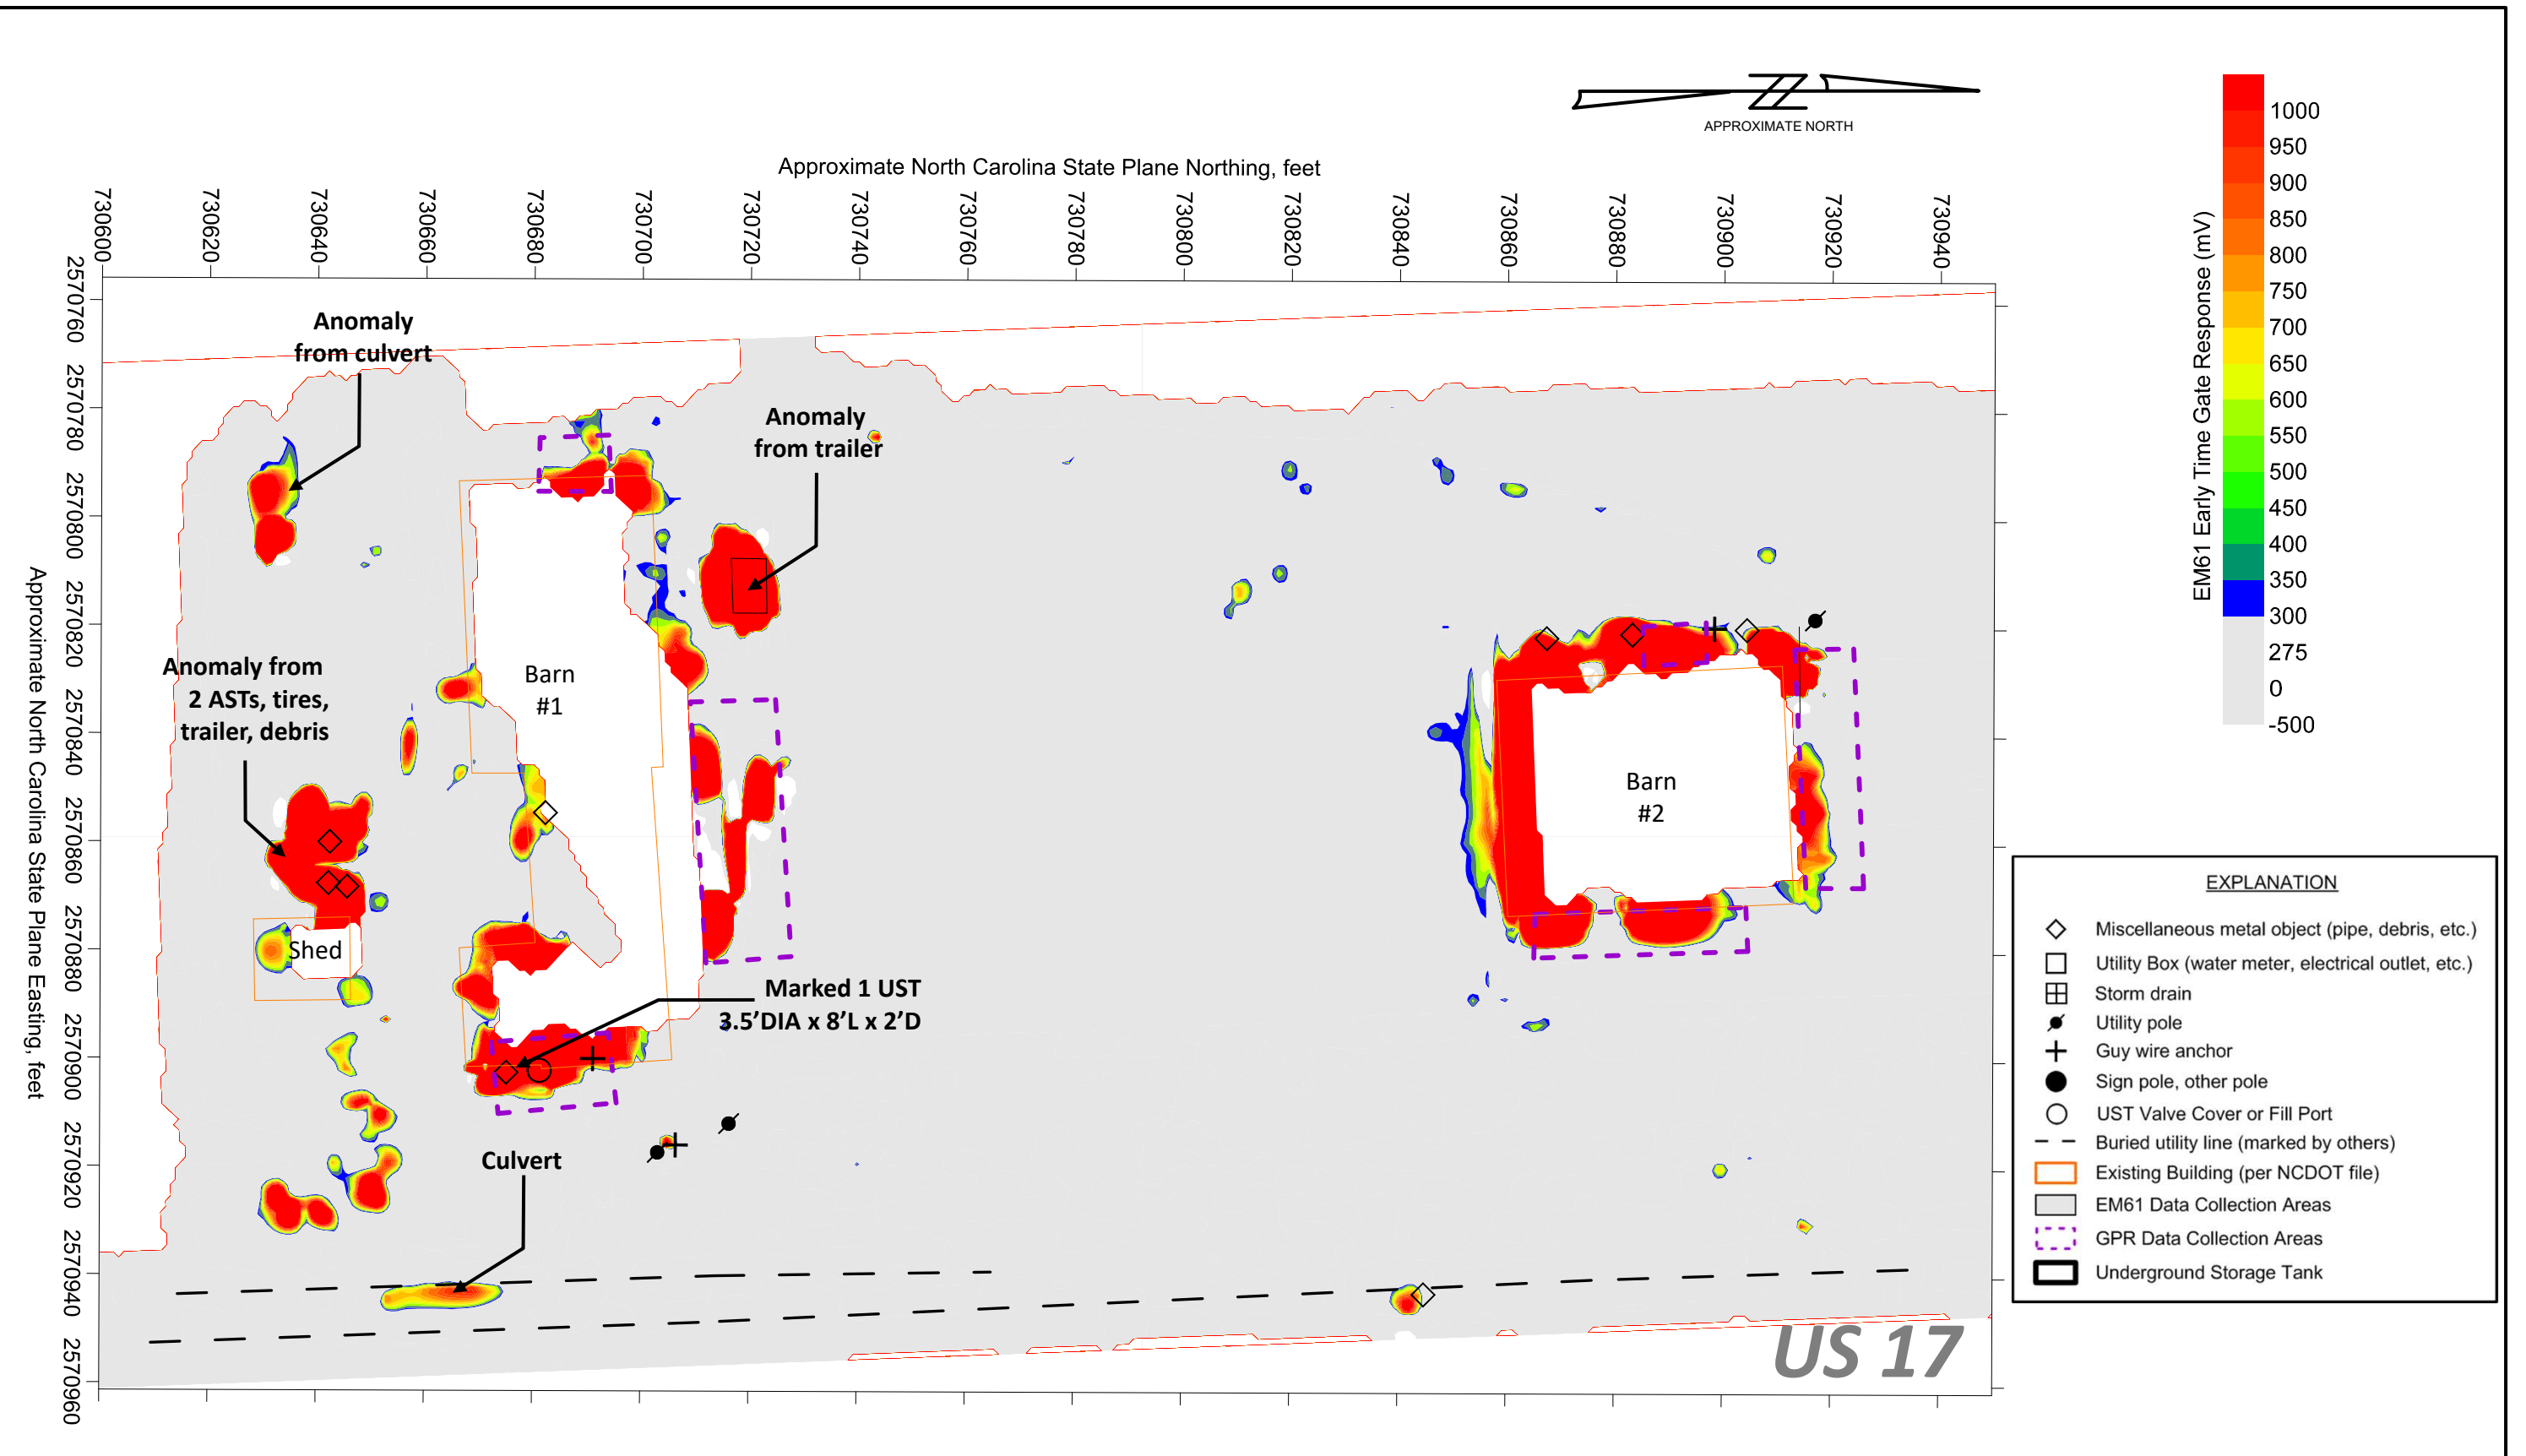 APPROXIMATE NORTH
Approximate North Carolina State Plane Northing, feet
730600
730620
730640
730660
730680
730700
730720
730740
730760
730780
730800
730820
730840
730860
730880
730900
730920
730940
Approximate North Carolina State Plane Easting, feet
2570760
2570780
2570800
2570820
2570840
2570860
2570880
2570900
2570920
2570940
2570960
Anomaly
from culvert
Anomaly
from trailer
Anomaly from
2 ASTs, tires,
trailer, debris
Barn
#1
Barn
#2
Shed
Marked 1 UST
3.5’DIA x 8’L x 2’D
Culvert
US 17
EM61 Early Time Gate Response (mV)
1000
950
900
850
800
750
700
650
600
550
500
450
400
350
300
275
0
-500
EXPLANATION
Miscellaneous metal object (pipe, debris, etc.)
Utility Box (water meter, electrical outlet, etc.)
Storm drain
Utility pole
Guy wire anchor
Sign pole, other pole
UST Valve Cover or Fill Port
Buried utility line (marked by others)
Existing Building (per NCDOT file)
EM61 Data Collection Areas
GPR Data Collection Areas
Underground Storage Tank